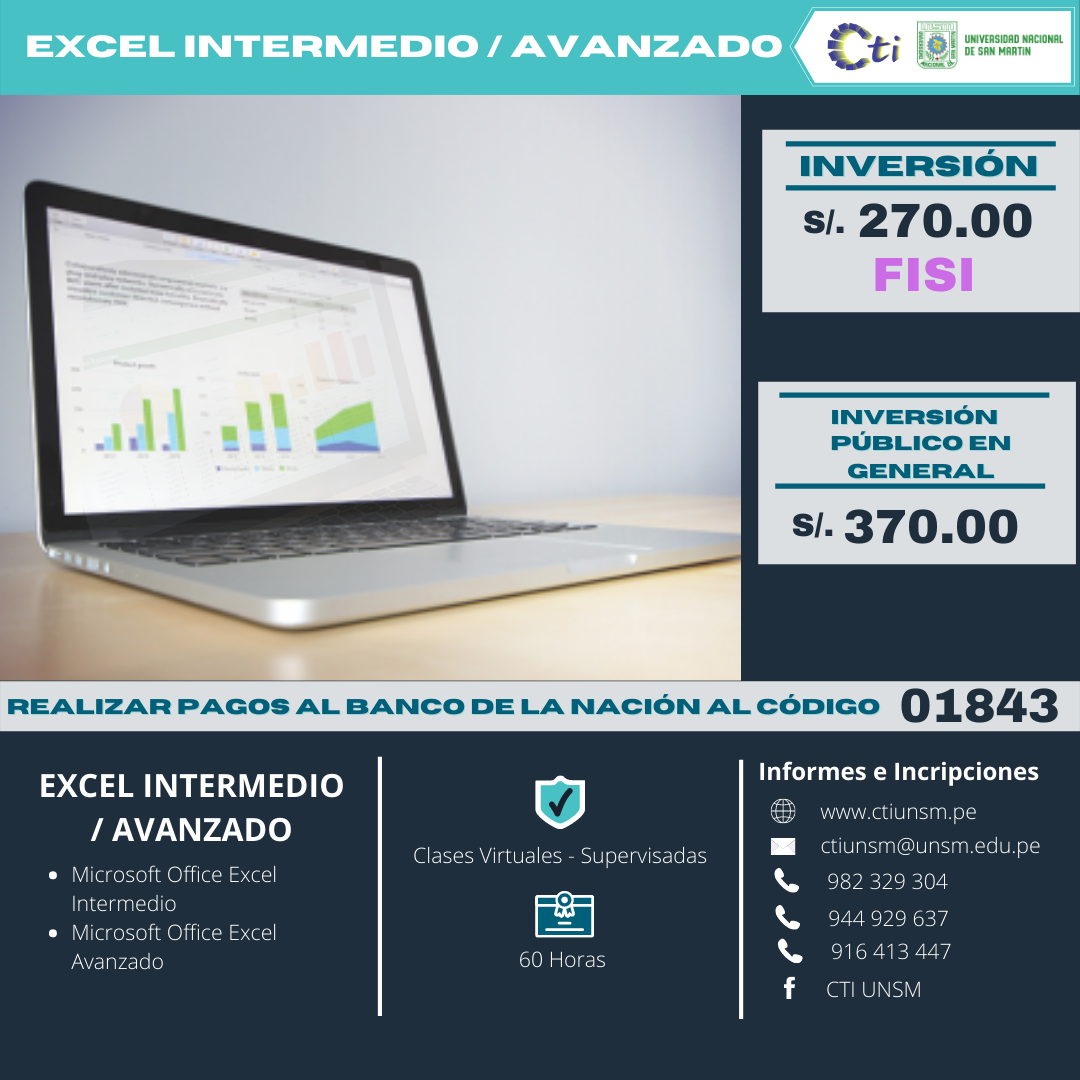 EXCEL INTERMEDIO / AVANZADO
Cti
UNIVERSIDAD NACIONAL
DE SAN MARTIN
INVERSIÓN
S/. 270.00
FISI
INVERSIÓN
PÚBLICO EN
GENERAL
S/. 370.00
Product growth
REALIZAR PAGOS AL BANCO DE LA NACIÓN AL CÓDIGO 01843
EXCEL INTERMEDIO
/ AVANZADO
Microsoft Office Excel
Intermedio
Microsoft Office Excel
Avanzado
Clases Virtuales - Supervisadas
60 Horas
Informes e Incripciones
www.ctiunsm.pe
ctiunsm@unsm.edu.pe
982 329 304
944 929 637
916 413 447
CTI UNSM